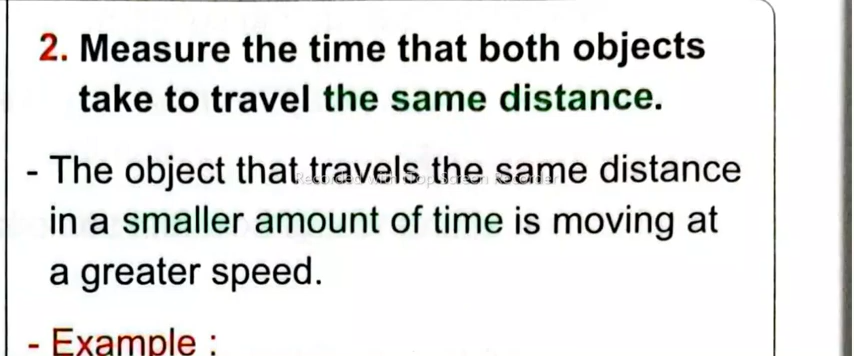 2. Measure the time that both objects
take to travel the same distance.
- The object that travels the same distance
in a smaller amount of time is moving at
a greater speed.
- Example :